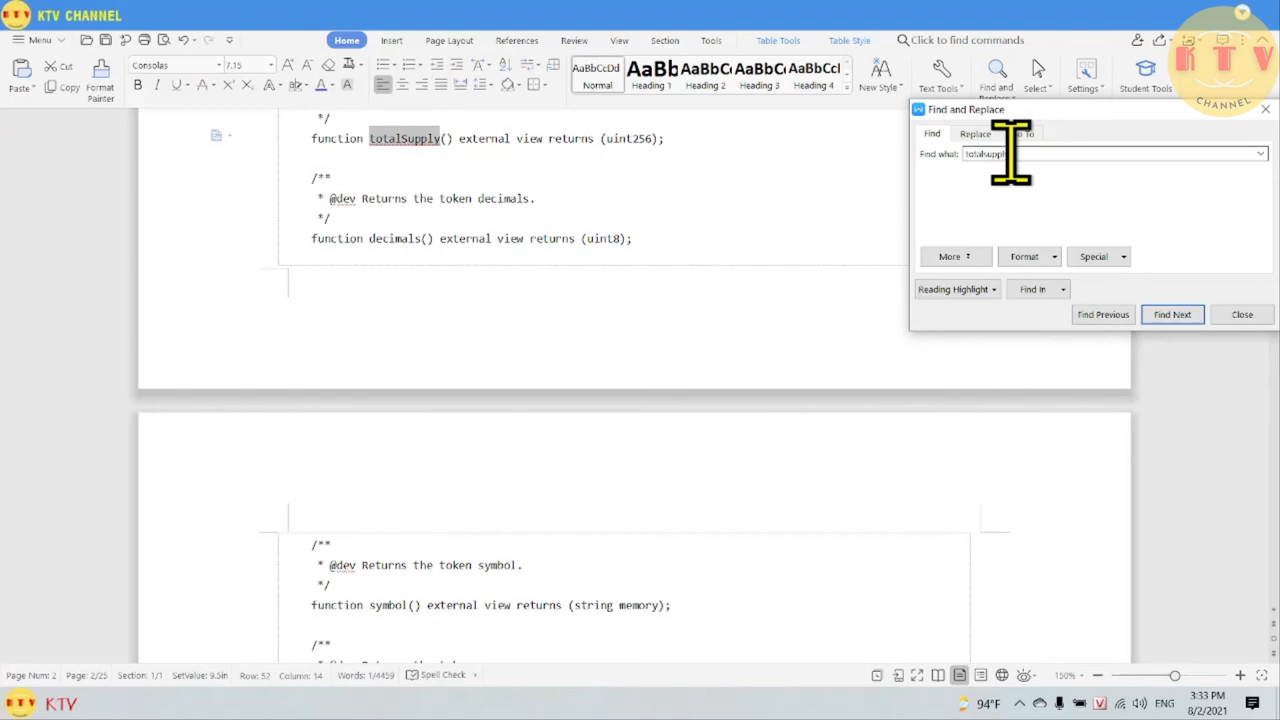 KTV CHANNEL
Menu
Home
Insert
Page Layout
References
Review
View
Section
Tools
Table Tools
Table Style
Click to find commands
Paste
Cut
Copy
Format
Painter
Consolas
7.15
AaBbCcDd
Normal
AaBb
Heading 1
AaBbC
Heading 2
AaBbC
Heading 3
AaBbCcI
Heading 4
New Style
Text Tools
Find and
Replace
Select
Settings
Student Tools
KTV
CHANNEL
*/
function totalSupply() external view returns (uint256);
/**
* @dev Returns the token decimals.
*/
function decimals() external view returns (uint8);
Find and Replace
Find
Replace
To
Find what:
totalsupply
More
Format
Special
Reading Highlight
Find In
Find Previous
Find Next
Close
/**
* @dev Returns the token symbol.
*/
function symbol() external view returns (string memory);
/**
Page Num: 2
Page: 2/25
Section: 1/1
Column: 14
Words: 1/4459
Spell Check
150%
KTV
94°F
ENG
3:33 PM
8/2/2021